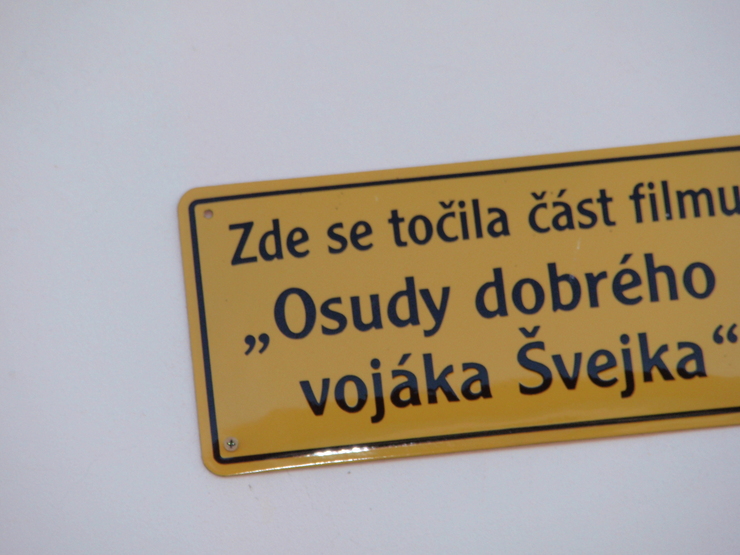 Zde se točila část filmu
„Osudy dobrého
vojáka Švejka“